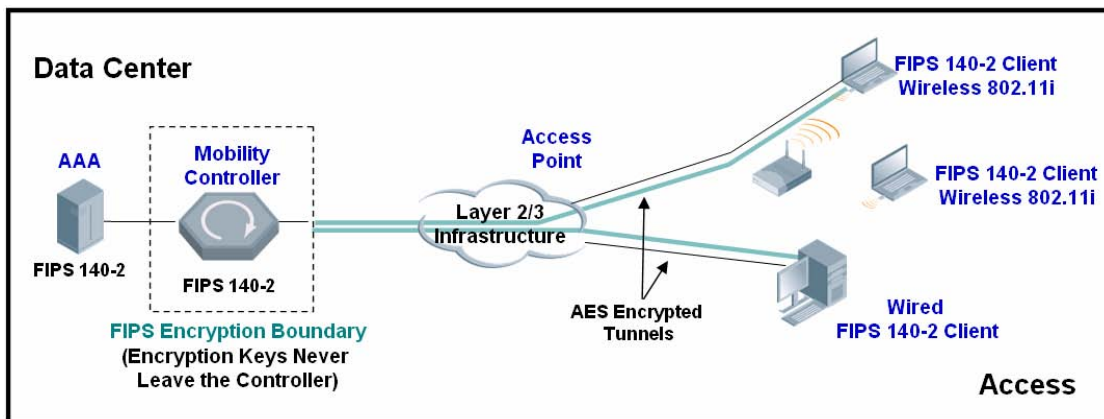 Data Center
AAA
FIPS 140-2
Mobility
Controller
FIPS 140-2
FIPS Encryption Boundary
(Encryption Keys Never
Leave the Controller)
Layer 2/3
Infrastructure
Access
Point
AES Encrypted
Tunnels
FIPS 140-2 Client
Wireless 802.11i
FIPS 140-2 Client
Wireless 802.11i
Wired
FIPS 140-2 Client
Access